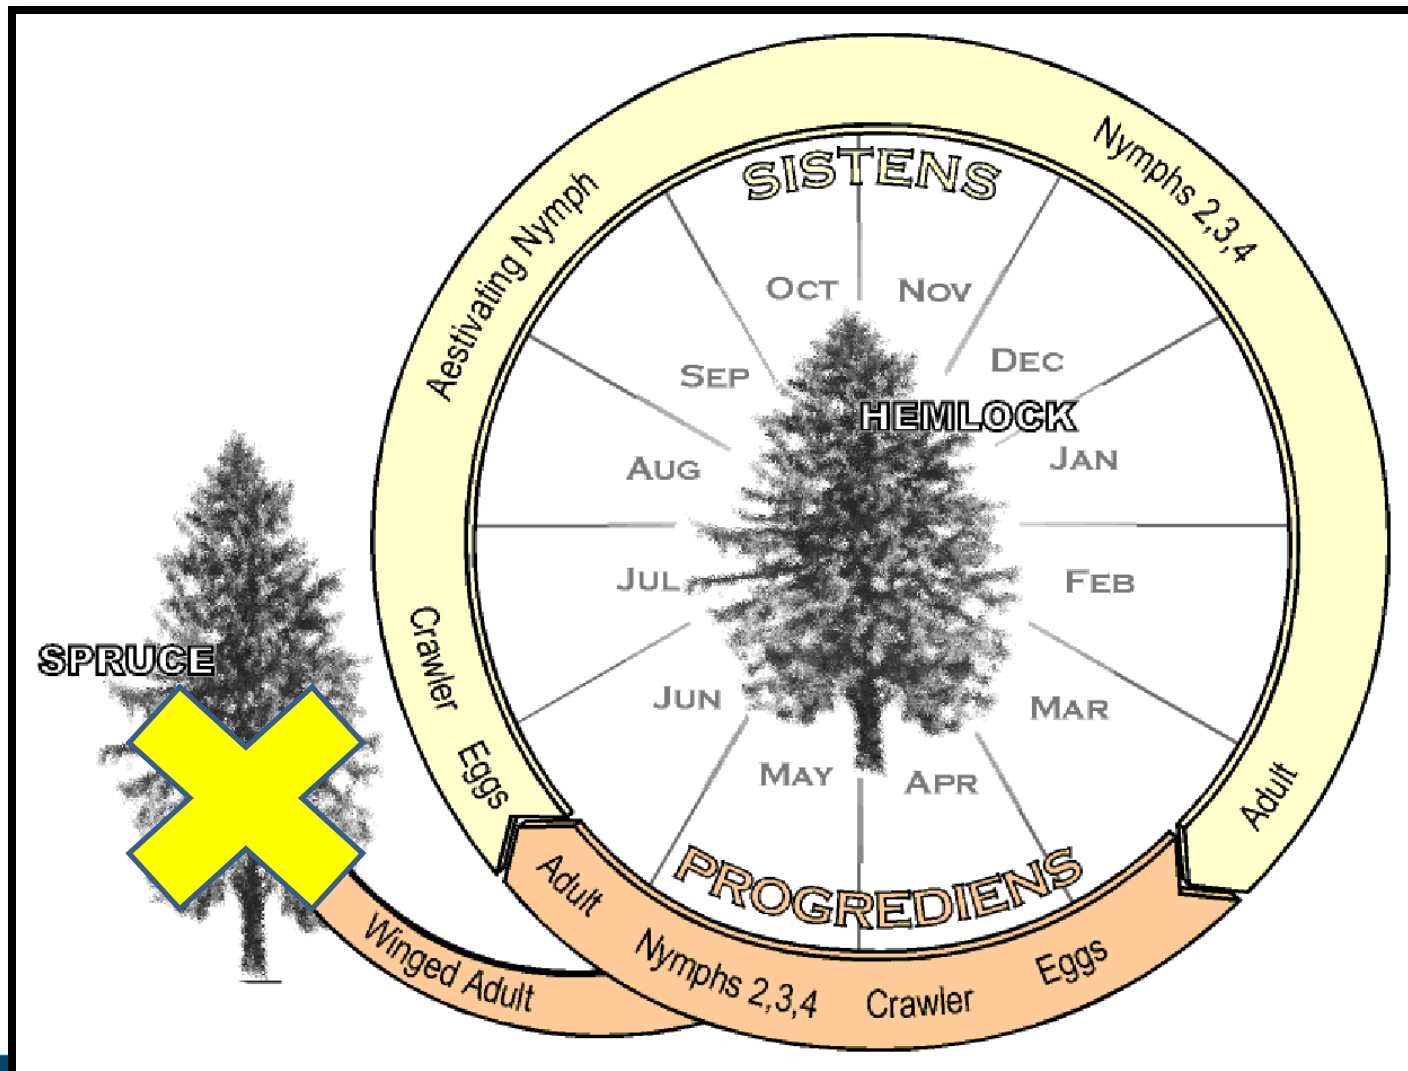 SISTENS
Nymphs 2,3,4
Aestivating Nymph
OCT
NOV
SEP
DEC
HEMLOCK
AUG
JAN
JUL
FEB
Crawler
SPRUCE
JUN
MAR
Eggs
MAY
APR
Adult
PROGREDIENS
Adult
Nymphs 2,3,4
Crawler
Eggs
Winged Adult